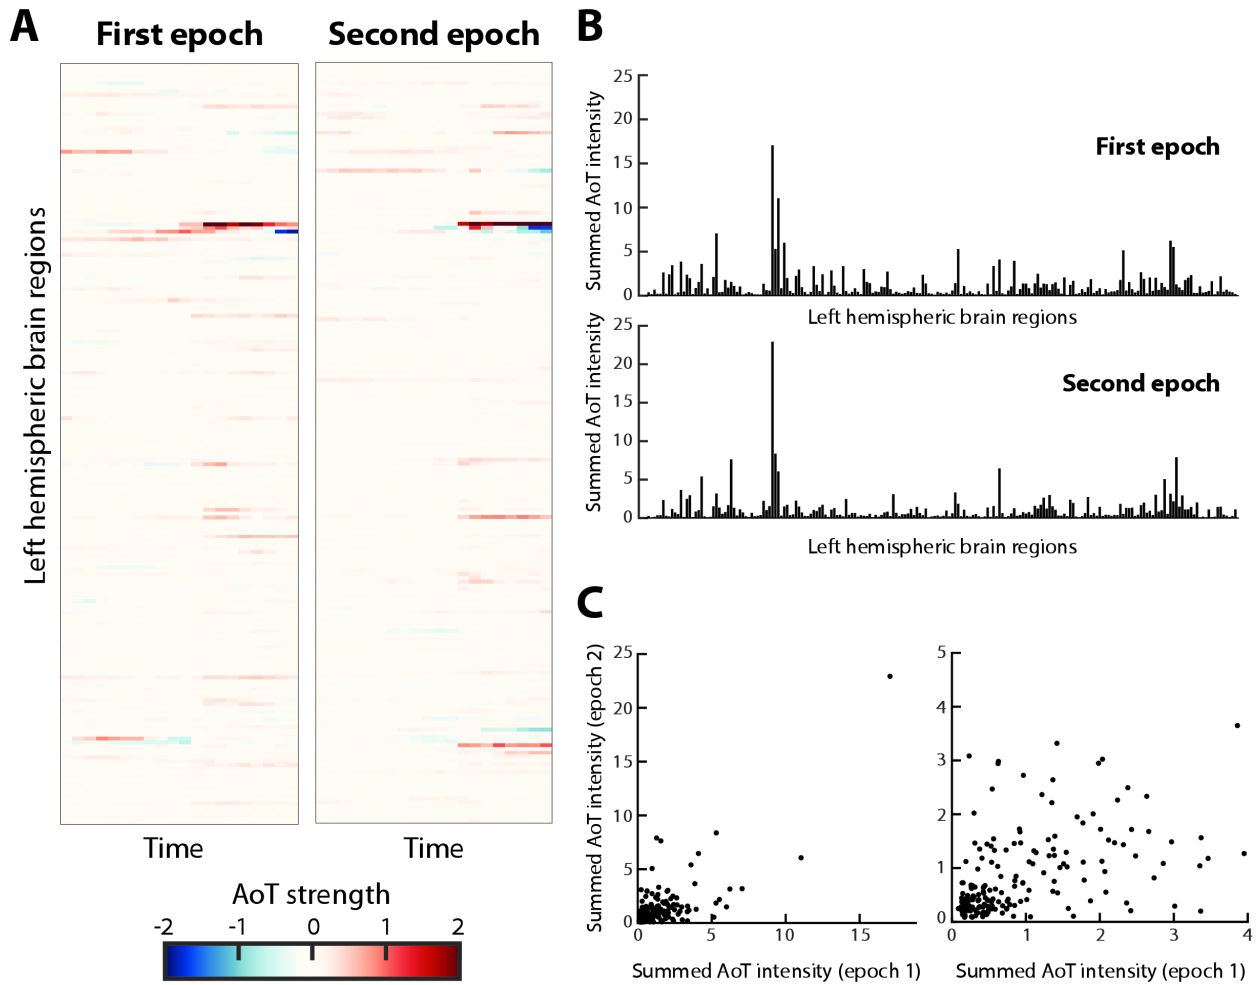 A
First epoch
Second epoch
Left hemispheric brain regions
Time
Time
AoT strength
-2
-1
0
1
2
B
Summed AoT intensity
25
20
15
10
5
0
First epoch
Left hemispheric brain regions
Summed AoT intensity
25
20
15
10
5
0
Second epoch
Left hemispheric brain regions
C
Summed AoT intensity (epoch 2)
25
20
15
10
5
0
0
5
10
15
Summed AoT intensity (epoch 1)
5
4
3
2
1
0
0
1
2
3
4
Summed AoT intensity (epoch 1)